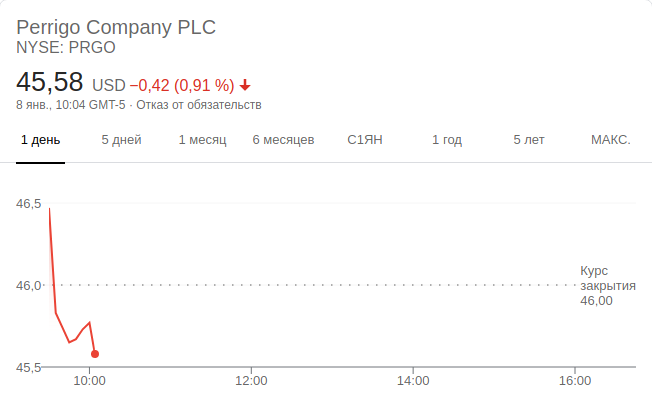 Perrigo Company PLC
NYSE: PRGO
45,58 USD −0,42 (0,91 %)
8 янв., 10:04 GMT-5 · Отказ от обязательств
1 день 5 дней 1 месяц 6 месяцев С1ЯН 1 год 5 лет МАКС.
46,5
46,0
Курс
закрытия
46,00
45,5
10:00 12:00 14:00 16:00